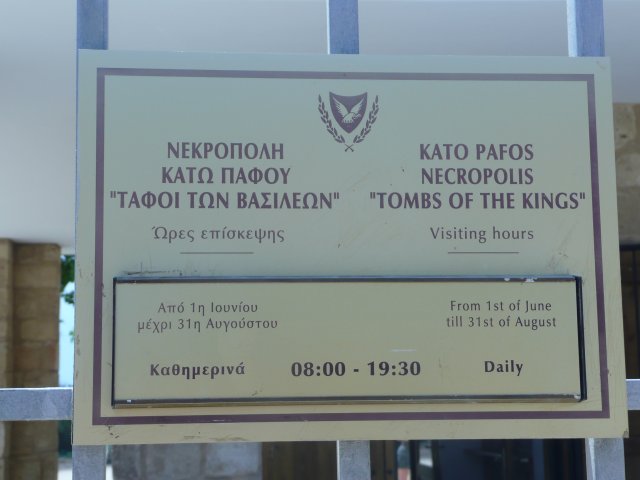 ΝΕΚΡΟΠΟΛΗ
ΚΑΤΩ ΠΑΦΟΥ
"ΤΑΦΟΙ ΤΩΝ ΒΑΣΙΛΕΩΝ"
Ώρες επίσκεψης
KATO PAFOS
NECROPOLIS
"TOMBS OF THE KINGS"
Visiting hours
Από 1η Ιουνίου
μέχρι 31η Αυγούστου
From 1st of June
till 31st of August
Καθημερινά 08:00 - 19:30 Daily